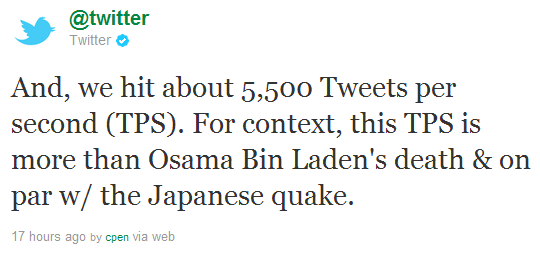 @twitter
Twitter
And, we hit about 5,500 Tweets per
second (TPS). For context, this TPS is
more than Osama Bin Laden's death & on
par w/ the Japanese quake.
17 hours ago by cpen via web